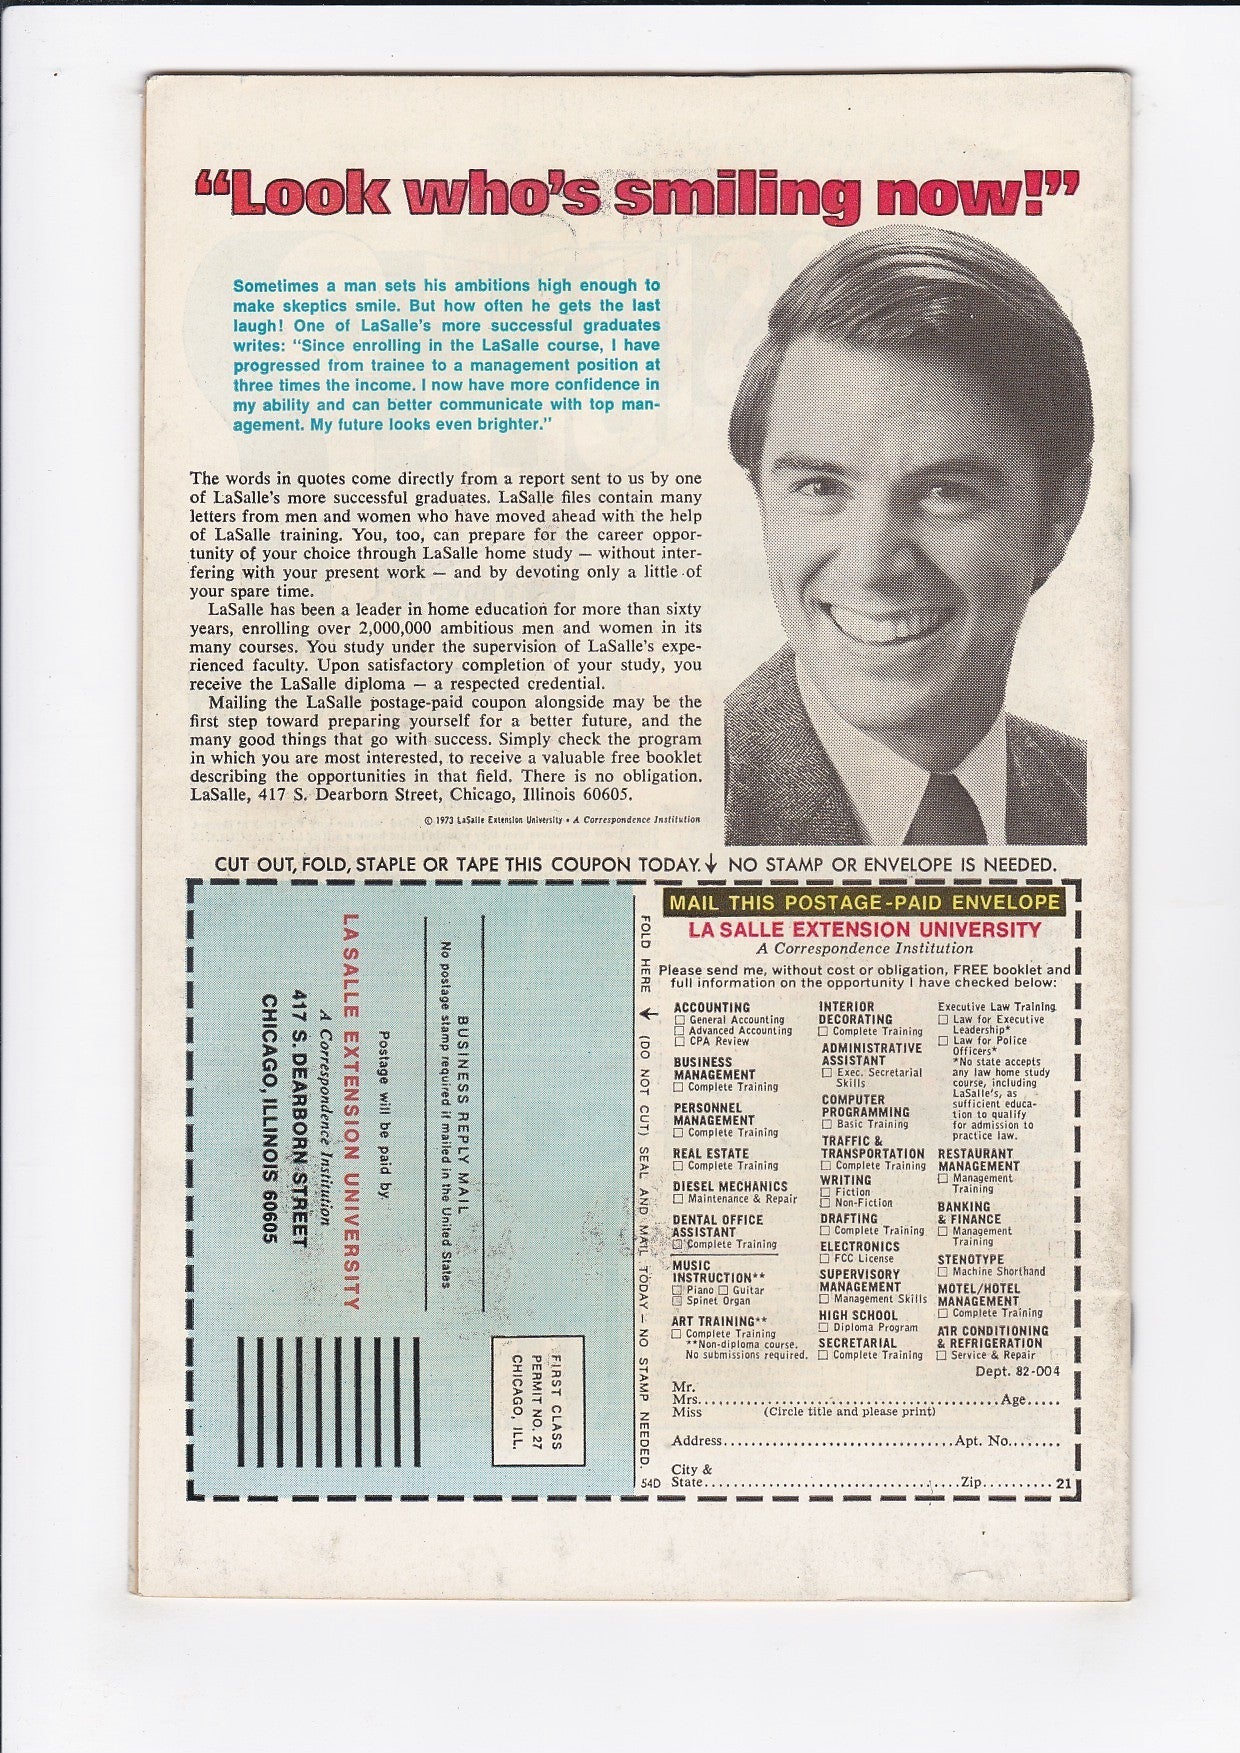 “Look who's smiling now!”
Sometimes a man sets his ambitions high enough to
make skeptics smile. But how often he gets the last
laugh! One of LaSalle's more successful graduates
writes: “Since enrolling in the LaSalle course, I have
progressed from trainee to a management position at
three times the income. I now have more confidence in
my ability and can better communicate with top man-
agement. My future looks even brighter.”
The words in quotes come directly from a report sent to us by one
of LaSalle's more successful graduates. LaSalle files contain many
letters from men and women who have moved ahead with the help
of LaSalle training. You, too, can prepare for the career oppor-
tunity of your choice through LaSalle home study — without inter-
fering with your present work — and by devoting only a little of
your spare time.
LaSalle has been a leader in home education for more than sixty
years, enrolling over 2,000,000 ambitious men and women in its
many courses. You study under the supervision of LaSalle's expe-
rienced faculty. Upon satisfactory completion of your study, you
receive the LaSalle diploma — a respected credential.
Mailing the LaSalle postage-paid coupon alongside may be the
first step toward preparing yourself for a better future, and the
many good things that go with success. Simply check the program
in which you are most interested, to receive a valuable free booklet
describing the opportunities in that field. There is no obligation.
LaSalle, 417 S. Dearborn Street, Chicago, Illinois 60605.
© 1973 LaSalle Extension University • A Correspondence Institution
CUT OUT, FOLD, STAPLE OR TAPE THIS COUPON TODAY. ↓ NO STAMP OR ENVELOPE IS NEEDED.
FIRST CLASS
PERMIT NO. 27
CHICAGO, ILL.
BUSINESS REPLY MAIL
No postage stamp required if mailed in the United States
Postage will be paid by
LA SALLE EXTENSION UNIVERSITY
A Correspondence Institution
417 S. DEARBORN STREET
CHICAGO, ILLINOIS 60605
FOLD HERE (DO NOT CUT) SEAL AND MAIL TODAY — NO STAMP NEEDED.
MAIL THIS POSTAGE-PAID ENVELOPE
LA SALLE EXTENSION UNIVERSITY
A Correspondence Institution
Please send me, without cost or obligation, FREE booklet and
full information on the opportunity I have checked below:
ACCOUNTING
☐ General Accounting
☐ Advanced Accounting
☐ CPA Review
BUSINESS
MANAGEMENT
☐ Complete Training
PERSONNEL
MANAGEMENT
☐ Complete Training
REAL ESTATE
☐ Complete Training
DIESEL MECHANICS
☐ Maintenance & Repair
DENTAL OFFICE
ASSISTANT
☐ Complete Training
MUSIC
INSTRUCTION**
☐ Piano ☐ Guitar
☐ Spinet Organ
ART TRAINING**
☐ Complete Training
**Non-diploma course.
No submissions required.
INTERIOR
DECORATING
☐ Complete Training
ADMINISTRATIVE
ASSISTANT
☐ Exec. Secretarial
Skills
COMPUTER
PROGRAMMING
☐ Basic Training
TRAFFIC &
TRANSPORTATION
☐ Complete Training
WRITING
☐ Fiction
☐ Non-Fiction
DRAFTING
☐ Complete Training
ELECTRONICS
☐ FCC License
SUPERVISORY
MANAGEMENT
☐ Management Skills
HIGH SCHOOL
☐ Diploma Program
SECRETARIAL
☐ Complete Training
Executive Law Training
☐ Law for Executive
Leadership*
☐ Law for Police
Officers*
*No state accepts
any law home study
course, including
LaSalle's, as
sufficient educa-
tion to qualify
for admission to
practice law.
RESTAURANT
MANAGEMENT
☐ Management
Training
BANKING
& FINANCE
☐ Management
Training
STENOTYPE
☐ Machine Shorthand
MOTEL/HOTEL
MANAGEMENT
☐ Complete Training
AIR CONDITIONING
& REFRIGERATION
☐ Service & Repair
Dept. 82-004
Mr.
Mrs. Age
Miss (Circle title and please print)
Address Apt. No.
City &
54D State Zip 21